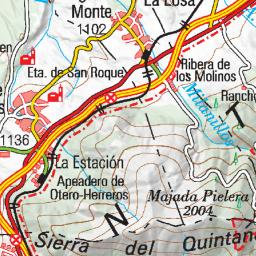 Monte
La Losa
1102
Eta. de San Roque
Ribera de
los Molinos
Rancho
Milanillos
1136
La Estación
Apeadero de
Otero-Herreros
Majada Pielera
2004
N
T
Sierra del Quintan